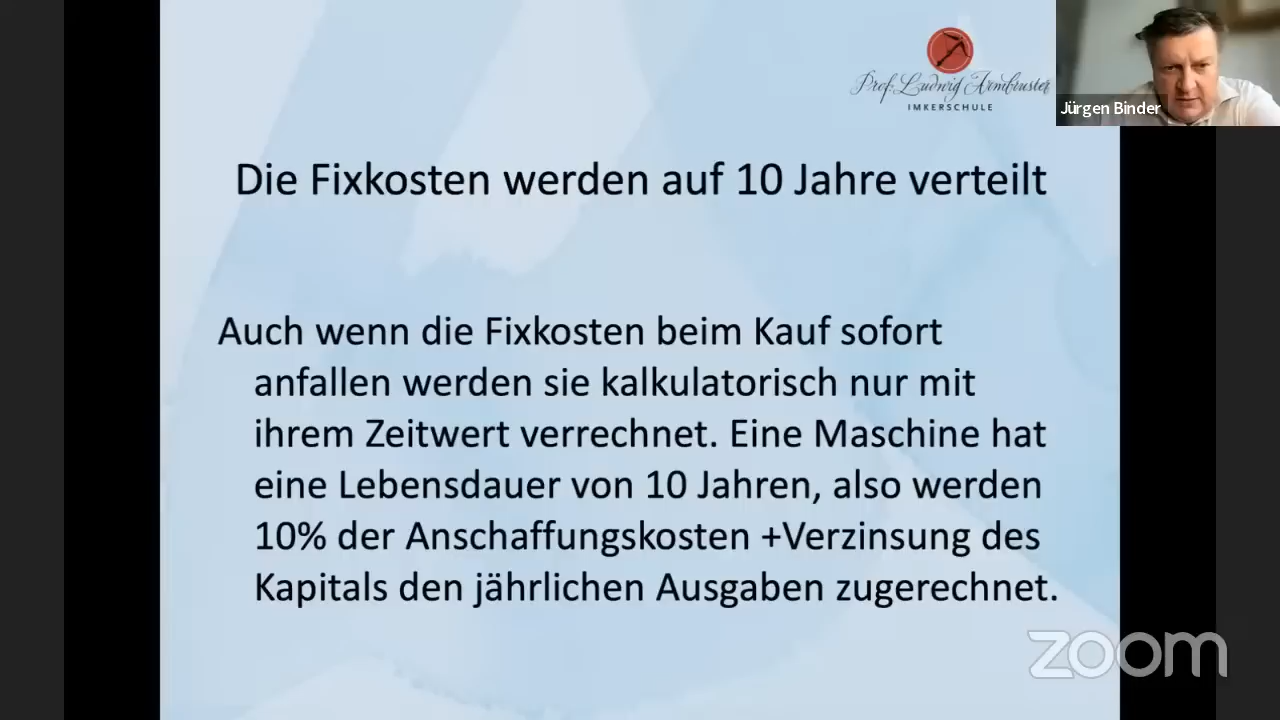 Prof. Ludwig Armbruster
IMKERSCHULE
Jürgen Binder
Die Fixkosten werden auf 10 Jahre verteilt
Auch wenn die Fixkosten beim Kauf sofort
anfallen werden sie kalkulatorisch nur mit
ihrem Zeitwert verrechnet. Eine Maschine hat
eine Lebensdauer von 10 Jahren, also werden
10% der Anschaffungskosten +Verzinsung des
Kapitals den jährlichen Ausgaben zugerechnet.
zoom